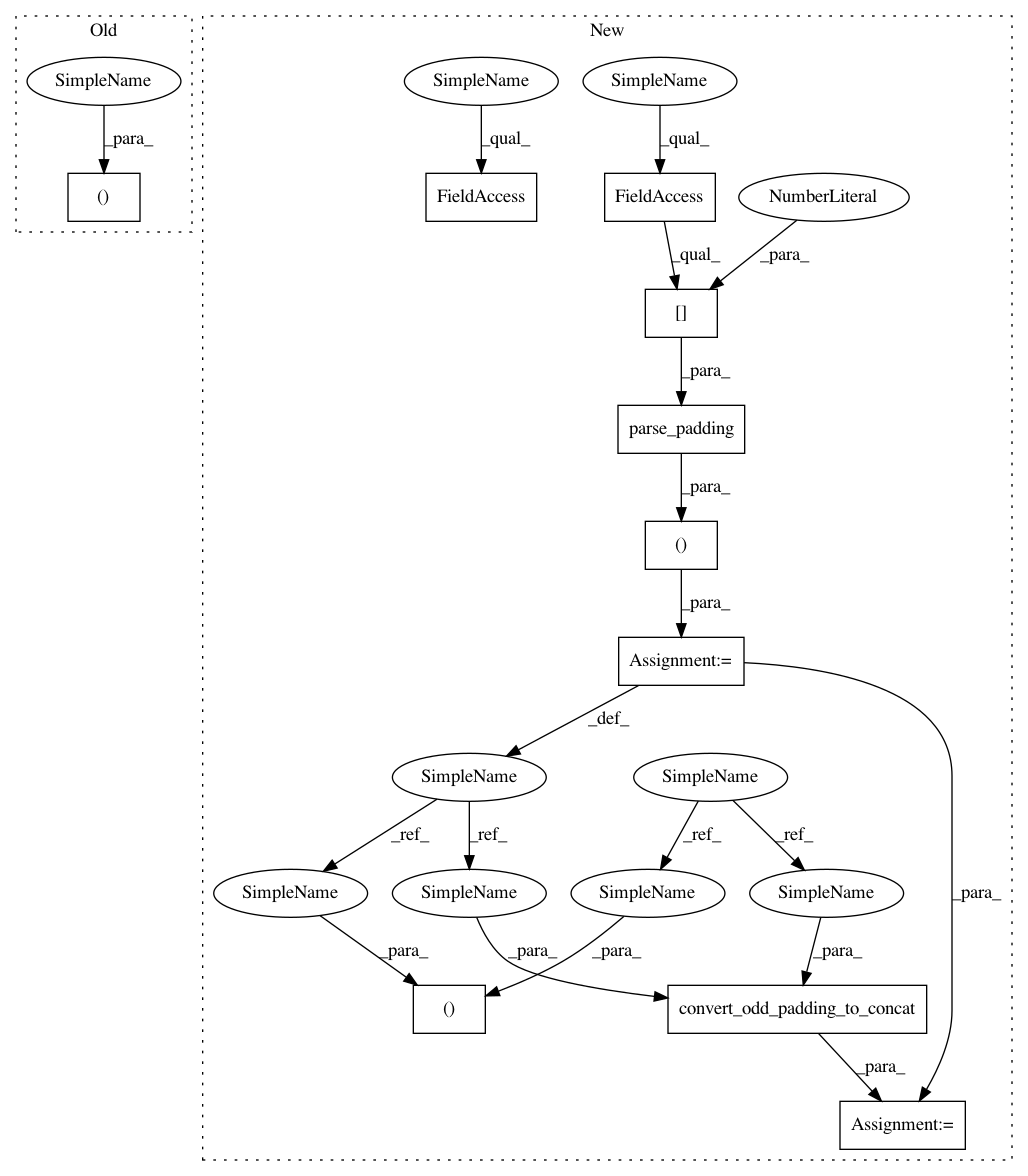 Old
New
SimpleName
SimpleName
SimpleName
_para_
_qual_
_qual_
()
FieldAccess
FieldAccess
NumberLiteral
_qual_
_para_
[]
_para_
parse_padding
_para_
()
_para_
Assignment:=
_def_
SimpleName
SimpleName
_ref_
_ref_
_ref_
_ref_
SimpleName
SimpleName
SimpleName
SimpleName
_para_
_para_
_para_
_para_
_para_
()
convert_odd_padding_to_concat
_para_
Assignment:=